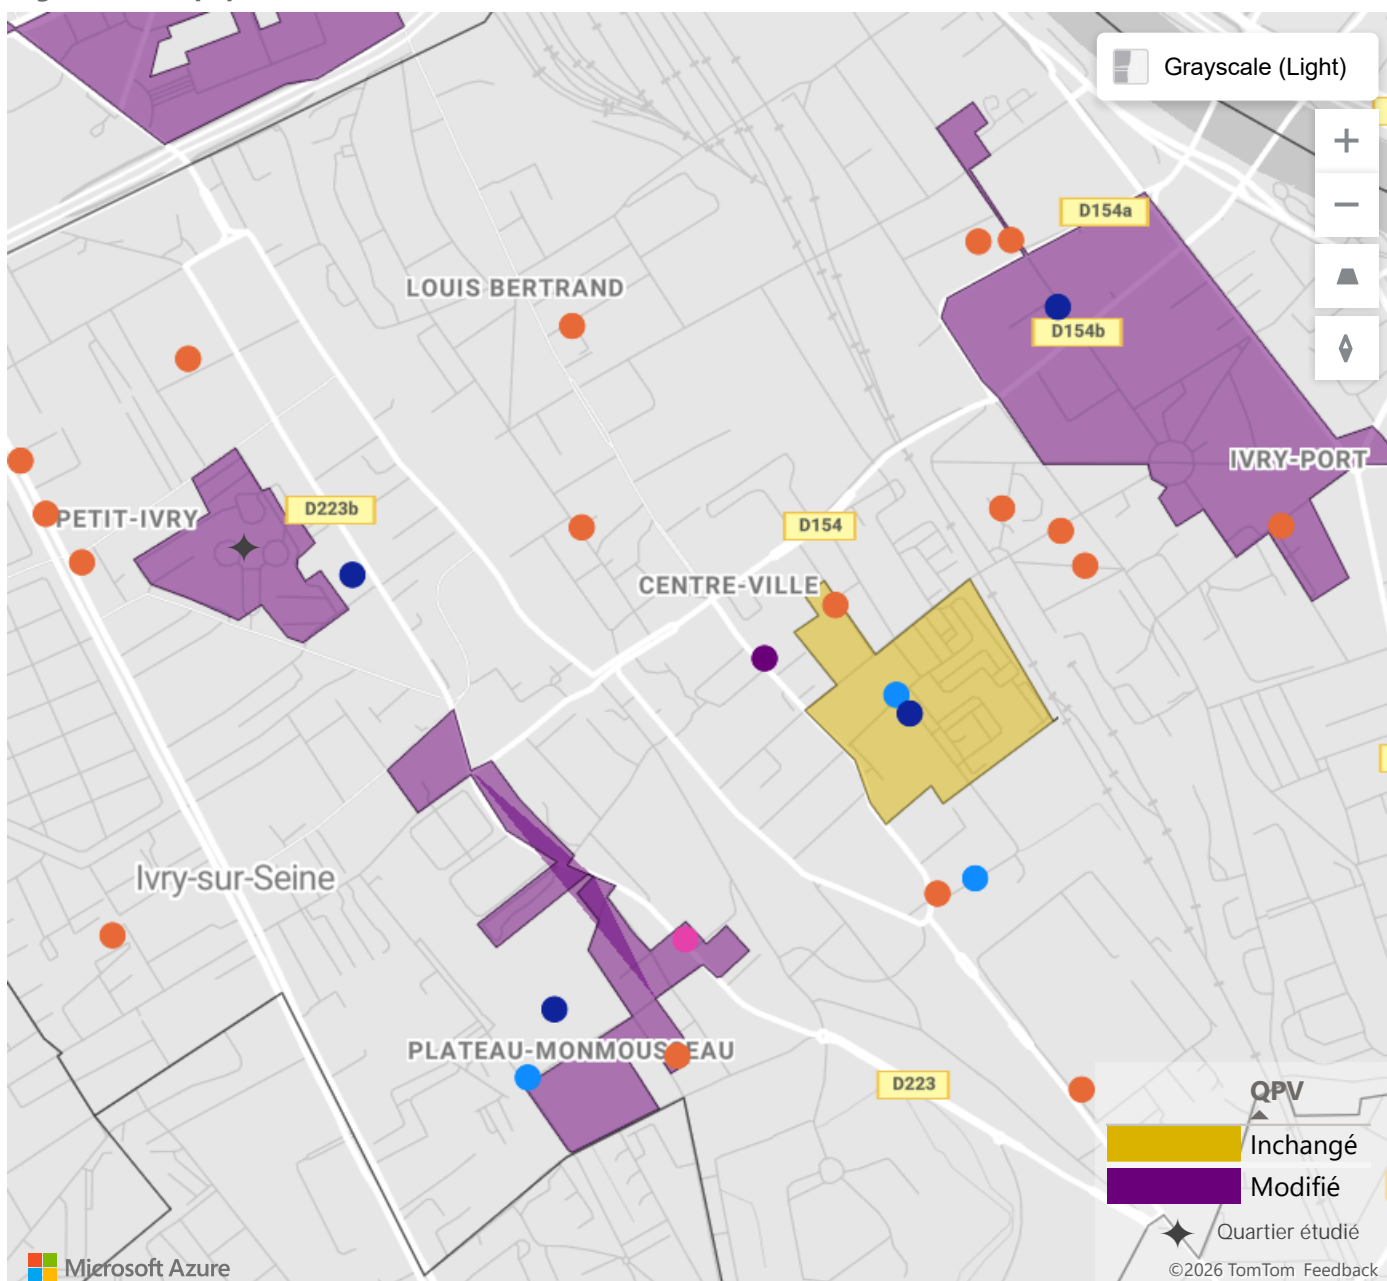 Grayscale (Light)
D154a
LOUIS BERTRAND
D154b
IVRY-PORT
D223b
PETIT-IVRY
D154
CENTRE-VILLE
Ivry-sur-Seine
PLATEAU-MONMOUSSEAU
D223
QPV
Inchangé
Modifié
Quartier étudié
Microsoft Azure
©2026 TomTom Feedback